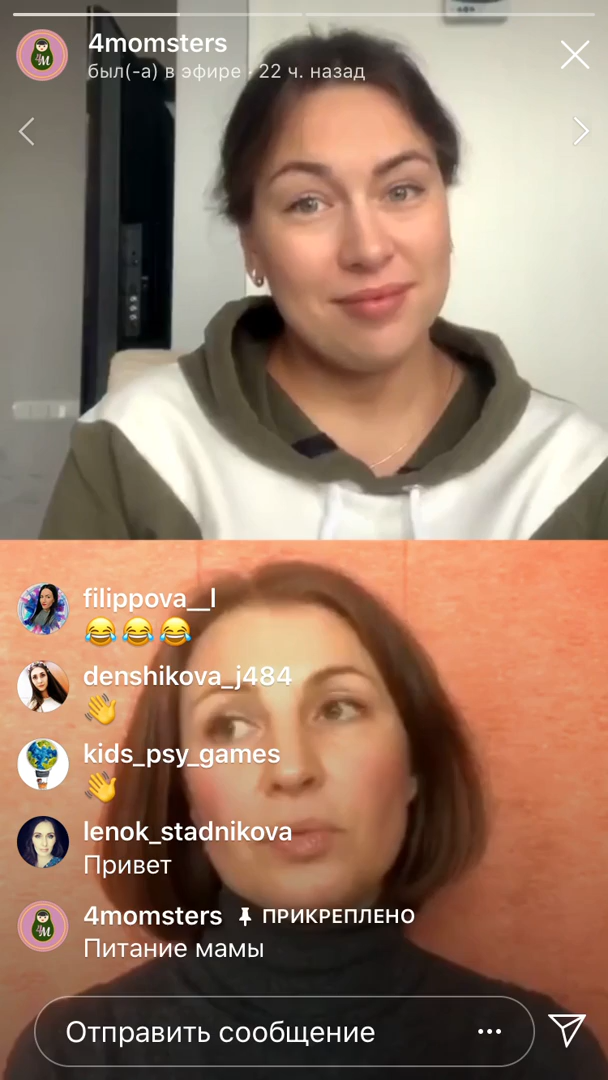 4momsters
был(-а) в эфире · 22 ч. назад
filippova__l
😂😂😂
denshikova_j484
👋
kids_psy_games
👋
lenok_stadnikova
Привет
4momsters ПРИКРЕПЛЕНО
Питание мамы
Отправить сообщение